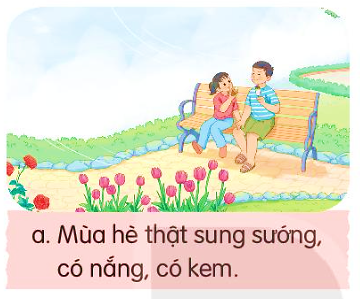 a. Mùa hè thật sung sướng,
có nắng, có kem.